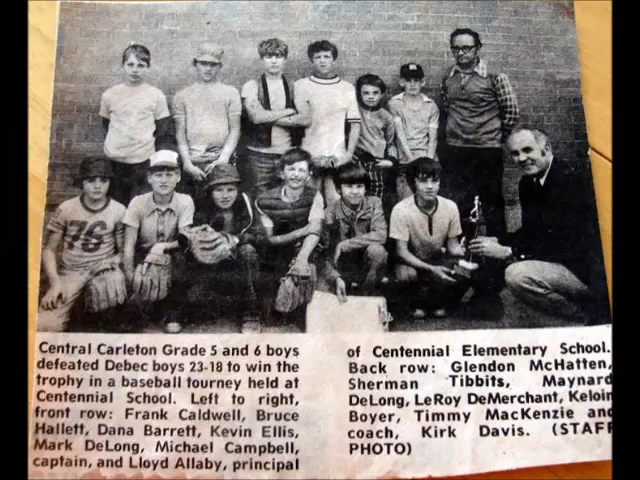 76
Central Carleton Grade 5 and 6 boys
defeated Debec boys 23-18 to win the
trophy in a baseball tourney held at
Centennial School. Left to right,
front row: Frank Caldwell, Bruce
Hallett, Dana Barrett, Kevin Ellis,
Mark DeLong, Michael Campbell,
captain, and Lloyd Allaby, principal
of Centennial Elementary School.
Back row: Glendon McHatten,
Sherman Tibbits, Maynard
DeLong, LeRoy DeMerchant, Keloin
Boyer, Timmy MacKenzie and
coach, Kirk Davis. (STAFF
PHOTO)